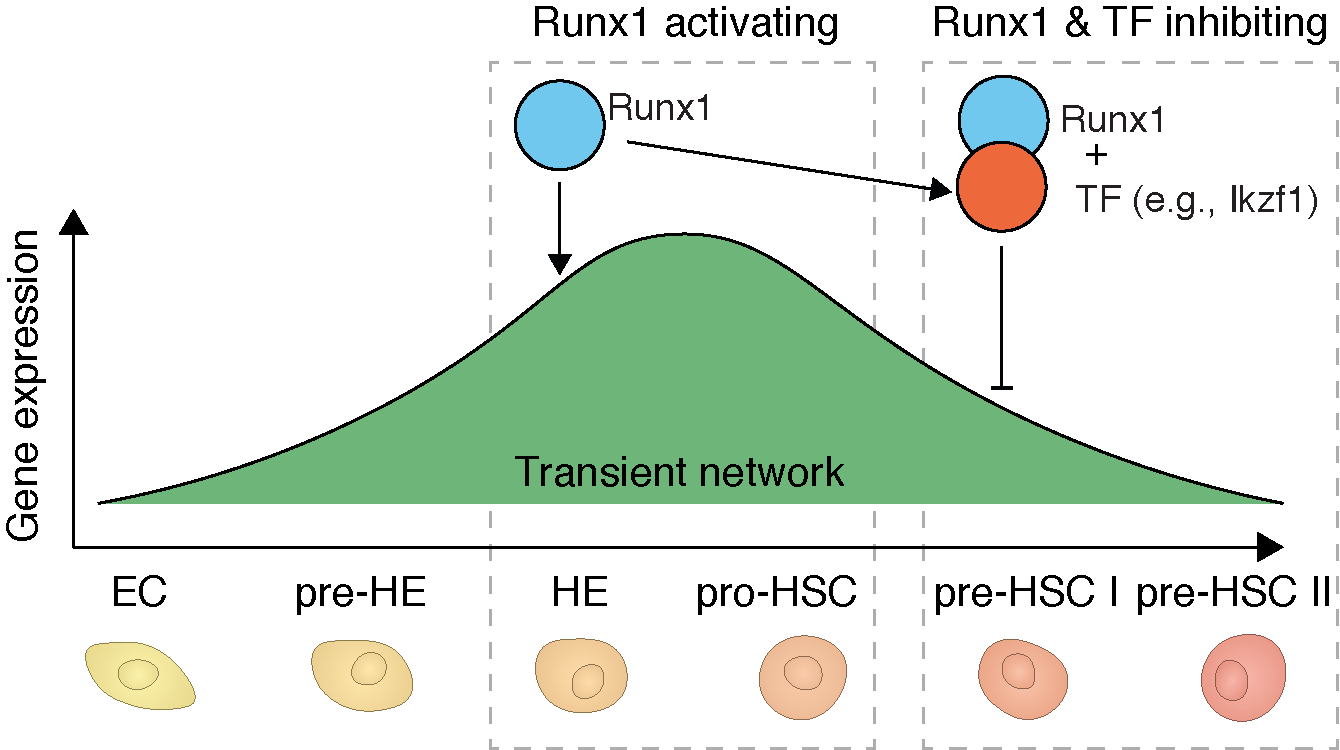 Runx1 activating
Runx1 & TF inhibiting
Runx1
Runx1
+
TF (e.g., Ikzf1)
Gene expression
Transient network
EC
pre-HE
HE
pro-HSC
pre-HSC I
pre-HSC II